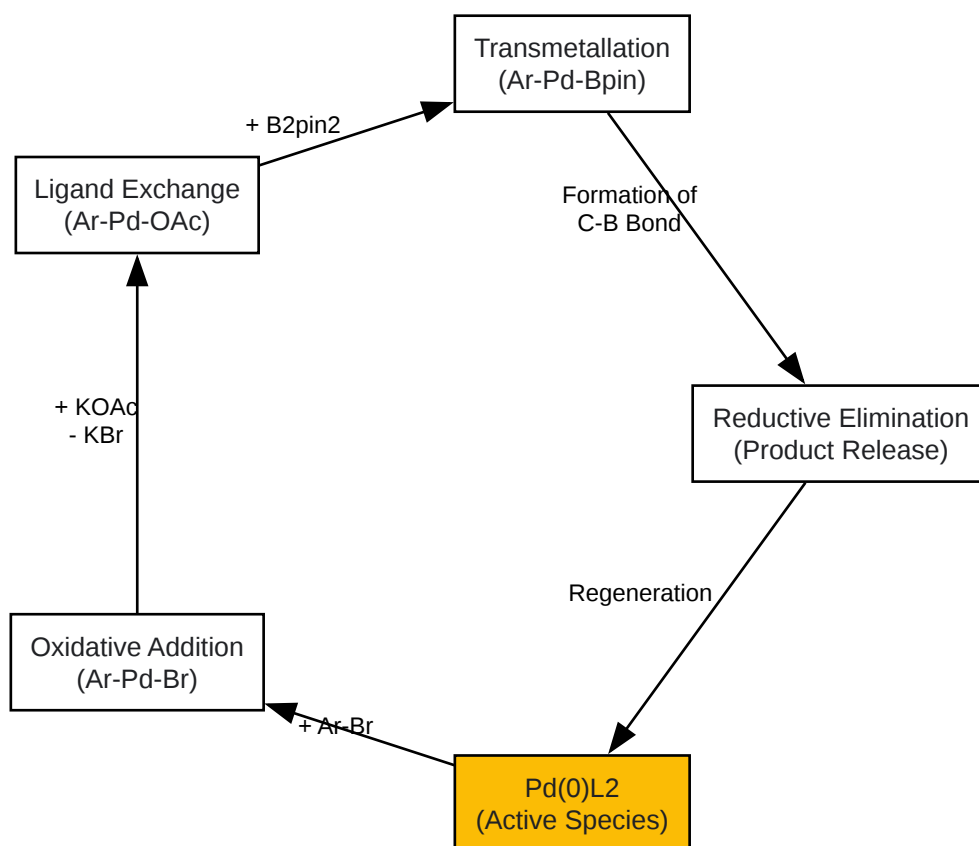 Transmetallation
(Ar-Pd-Bpin)
+ B2pin2
Ligand Exchange
(Ar-Pd-OAc)
Formation of
C-B Bond
+ KOAc
- KBr
Reductive Elimination
(Product Release)
Regeneration
Oxidative Addition
(Ar-Pd-Br)
+ Ar-Br
Pd(0)L2
(Active Species)